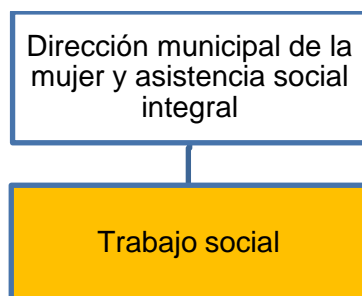 Dirección municipal de la
mujer y asistencia social
integral
Trabajo social